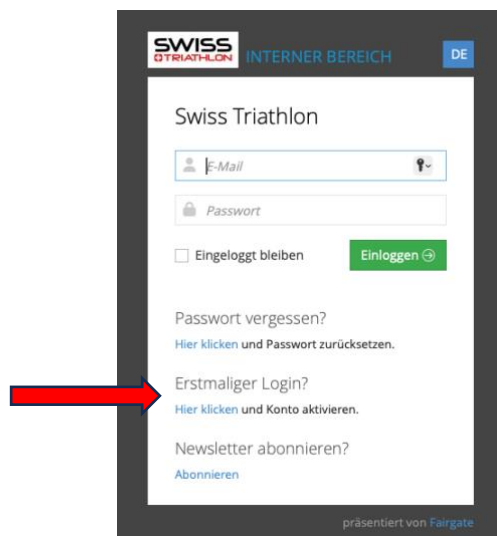 SWISS
TRIATHLON
INTERNER BEREICH
DE
Swiss Triathlon
E-Mail
Passwort
Eingeloggt bleiben
Einloggen
Passwort vergessen?
Hier klicken und Passwort zurücksetzen.
Erstmaliger Login?
Hier klicken und Konto aktivieren.
Newsletter abonnieren?
Abonnieren
präsentiert von Fairgate